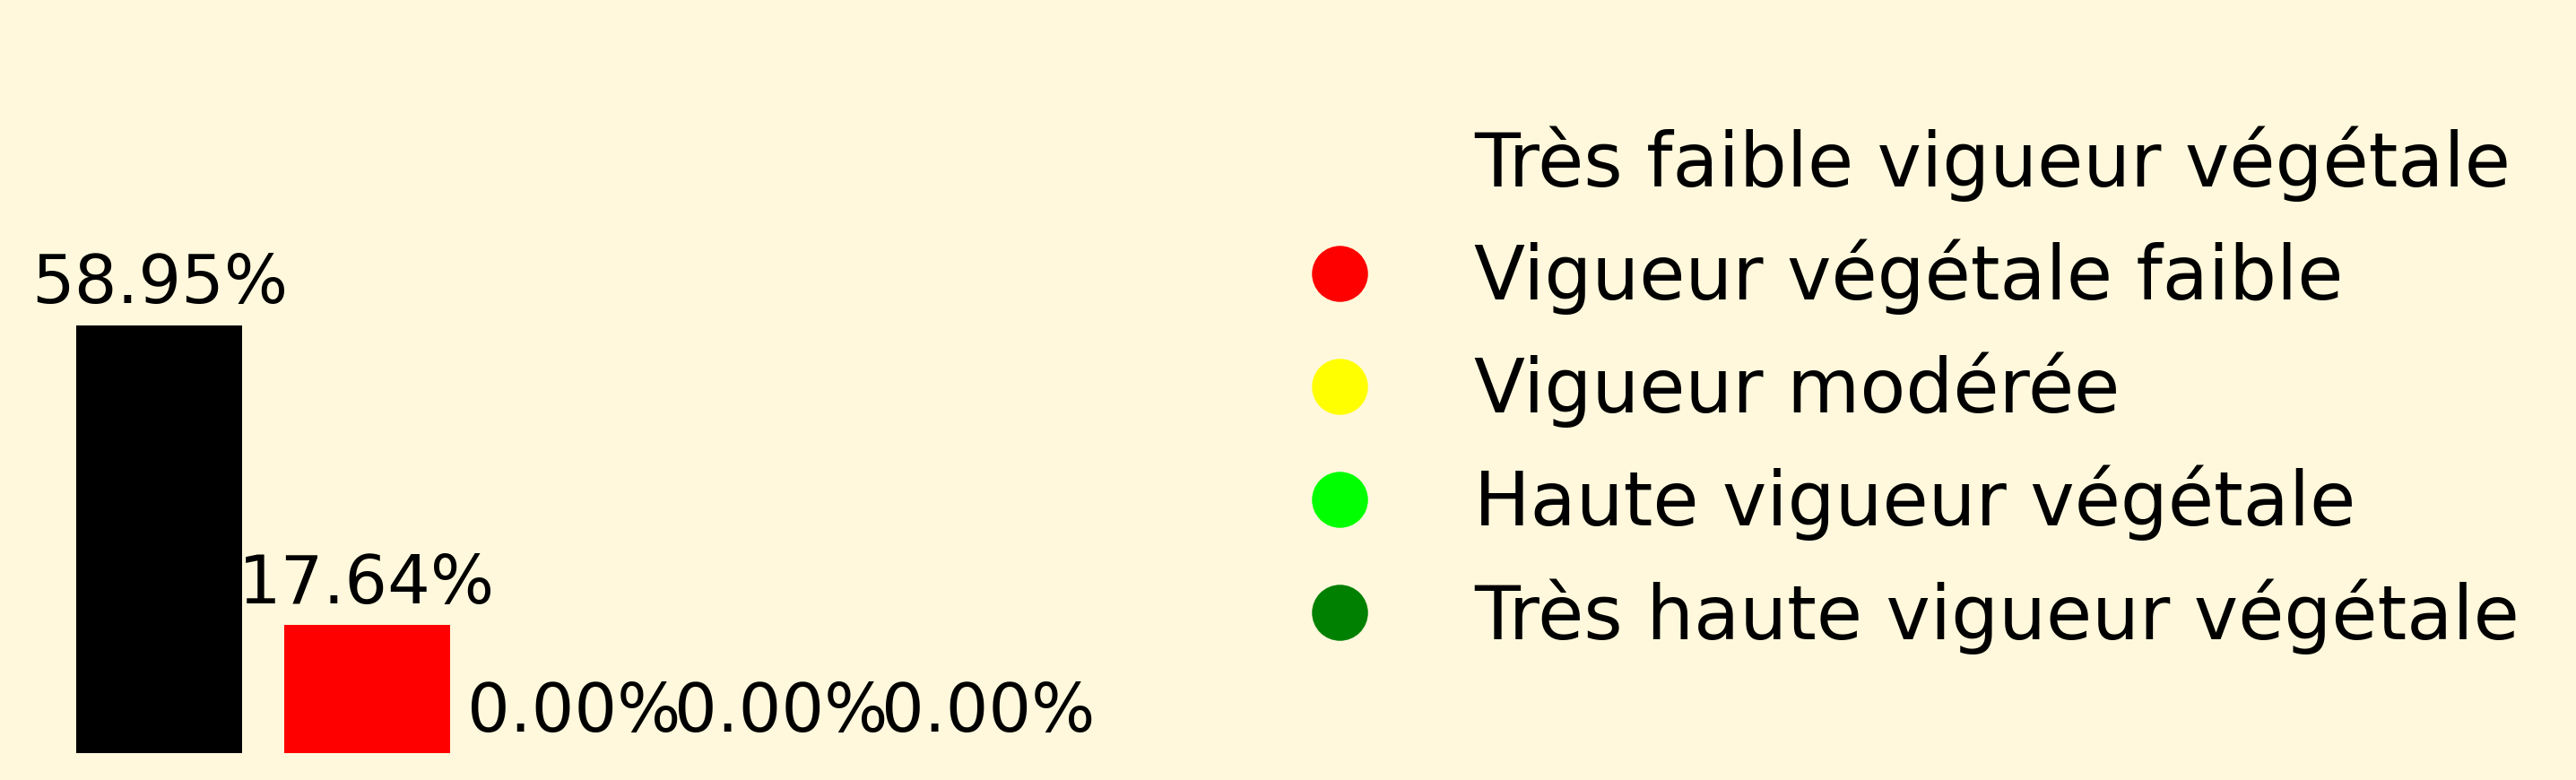 58.95%
17.64%
0.00%
0.00%
0.00%
Très faible vigueur végétale
Vigueur végétale faible
Vigueur modérée
Haute vigueur végétale
Très haute vigueur végétale